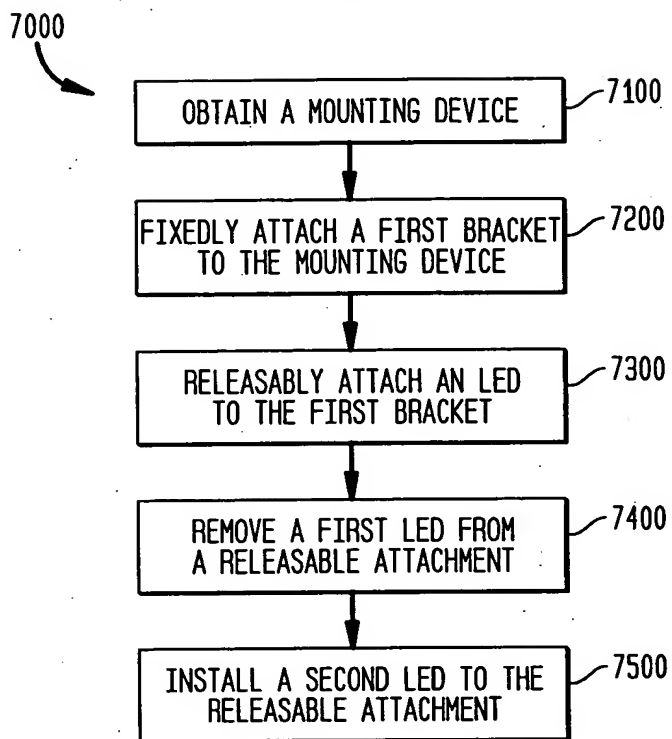 7000
OBTAIN A MOUNTING DEVICE
7100
FIXEDLY ATTACH A FIRST BRACKET
TO THE MOUNTING DEVICE
7200
RELEASABLY ATTACH AN LED
TO THE FIRST BRACKET
7300
REMOVE A FIRST LED FROM
A RELEASABLE ATTACHMENT
7400
INSTALL A SECOND LED TO THE
RELEASABLE ATTACHMENT
7500